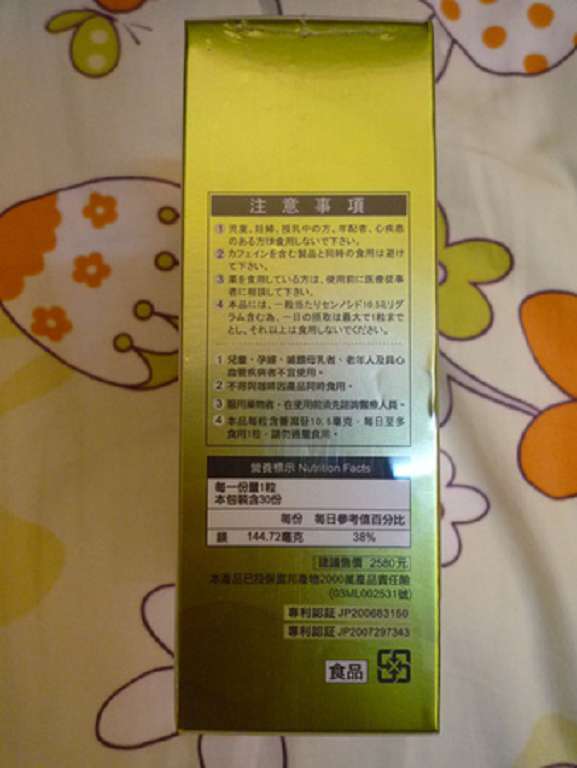 注意事項
① 児童、妊婦、授乳中の方、年配者、心疾患
のある方は食用しないで下さい。
② カフェインを含む製品と同時の食用は避け
て下さい。
③ 薬を食用している方は、使用前に医療従事
者に相談して下さい。
④ 本品には、一粒当たりセンノシド10.5ミリグ
ラム含む為、一日の摂取は最大で1粒まで
とし、それ以上は食用しないでください。
1 兒童、孕婦、哺餵母乳者、老年人及具心
血管疾病者不宜使用。
2 不得與咖啡因產品同時食用。
3 服用藥物者,在使用前須先諮詢醫療人員。
4 本品每粒含番瀉苷10.5毫克,每日至多
食用1粒,請勿過量食用。
營養標示 Nutrition Facts
每一份量1粒
本包裝含30份
每份 每日參考值百分比
鎂 144.72毫克 38%
建議售價 2580元
本產品已投保富邦產物2000萬產品責任險
(03ML002531號)
專利認証 JP200683150
專利認証 JP2007297343
食品